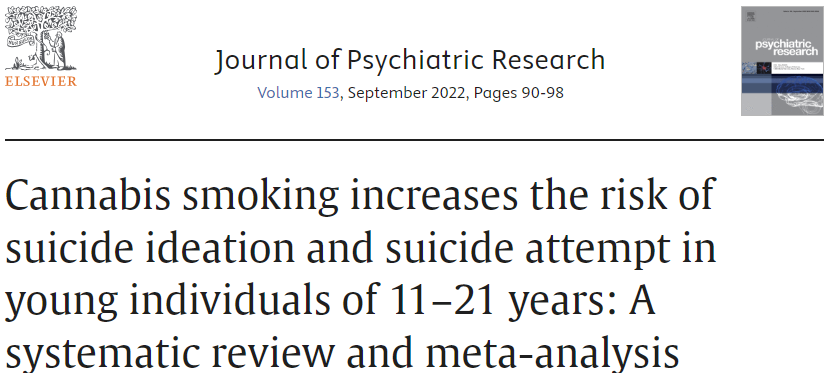 ELSEVIER
Journal of Psychiatric Research
Volume 153, September 2022, Pages 90-98
psychiatric
research
Cannabis smoking increases the risk of
suicide ideation and suicide attempt in
young individuals of 11–21 years: A
systematic review and meta-analysis